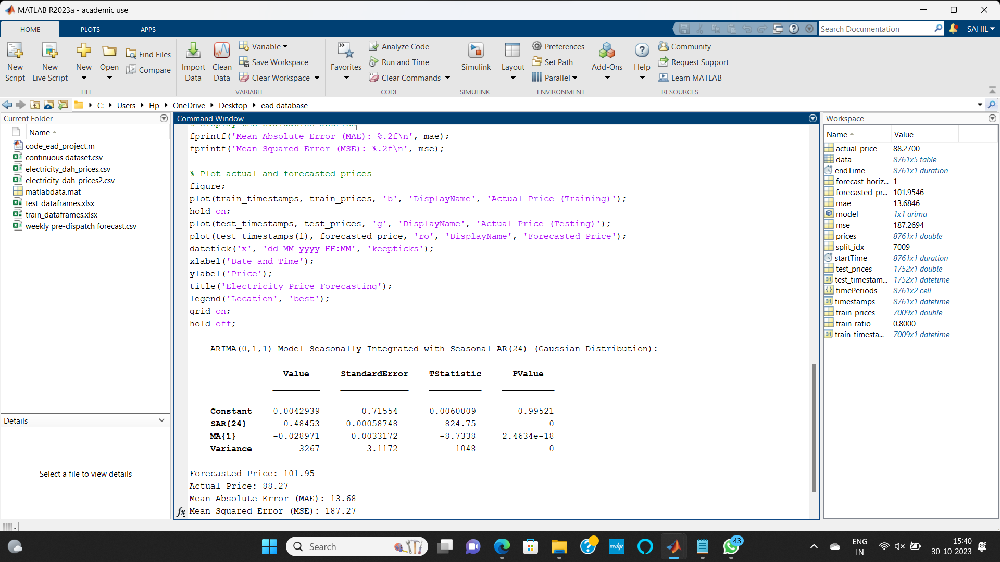 MATLAB R2023a - academic use
HOME PLOTS APPS
Search Documentation
SAHIL
New Script
New Live Script
New
Open
Find Files
Compare
FILE
Import Data
Clean Data
Variable
Save Workspace
Clear Workspace
VARIABLE
Favorites
Analyze Code
Run and Time
Clear Commands
CODE
Simulink
SIMULINK
Layout
Preferences
Set Path
Parallel
Add-Ons
ENVIRONMENT
Help
Community
Request Support
Learn MATLAB
RESOURCES
C: Users Hp OneDrive Desktop ead database
Current Folder
Name
code_ead_project.m
continuous dataset.csv
electricity_dah_prices.csv
electricity_dah_prices2.csv
matlabdata.mat
test_dataframes.xlsx
train_dataframes.xlsx
weekly pre-dispatch forecast.csv
Details
Select a file to view details
Command Window
% Display the evaluation metrics
fprintf('Mean Absolute Error (MAE): %.2f\n', mae);
fprintf('Mean Squared Error (MSE): %.2f\n', mse);
% Plot actual and forecasted prices
figure;
plot(train_timestamps, train_prices, 'b', 'DisplayName', 'Actual Price (Training)');
hold on;
plot(test_timestamps, test_prices, 'g', 'DisplayName', 'Actual Price (Testing)');
plot(test_timestamps(1), forecasted_price, 'ro', 'DisplayName', 'Forecasted Price');
datetick('x', 'dd-MM-yyyy HH:MM', 'keepticks');
xlabel('Date and Time');
ylabel('Price');
title('Electricity Price Forecasting');
legend('Location', 'best');
grid on;
hold off;
ARIMA(0,1,1) Model Seasonally Integrated with Seasonal AR(24) (Gaussian Distribution):
Value StandardError TStatistic PValue
Constant 0.0042939 0.71554 0.0060009 0.99521
SAR{24} -0.48453 0.00058748 -824.75 0
MA{1} -0.028971 0.0033172 -8.7338 2.4634e-18
Variance 3267 3.1172 1048 0
Forecasted Price: 101.95
Actual Price: 88.27
Mean Absolute Error (MAE): 13.68
fx Mean Squared Error (MSE): 187.27
Workspace
Name Value
actual_price 88.2700
data 8761x5 table
endTime 8761x1 duration
forecast_horiz... 1
forecasted_pr... 101.9546
mae 13.6846
model 1x1 arima
mse 187.2694
prices 8761x1 double
split_idx 7009
startTime 8761x1 duration
test_prices 1752x1 double
test_timestam... 1752x1 datetime
timePeriods 8761x2 cell
timestamps 8761x1 datetime
train_prices 7009x1 double
train_ratio 0.8000
train_timesta... 7009x1 datetime
Search
myhp
43
ENG
IN
15:40
30-10-2023